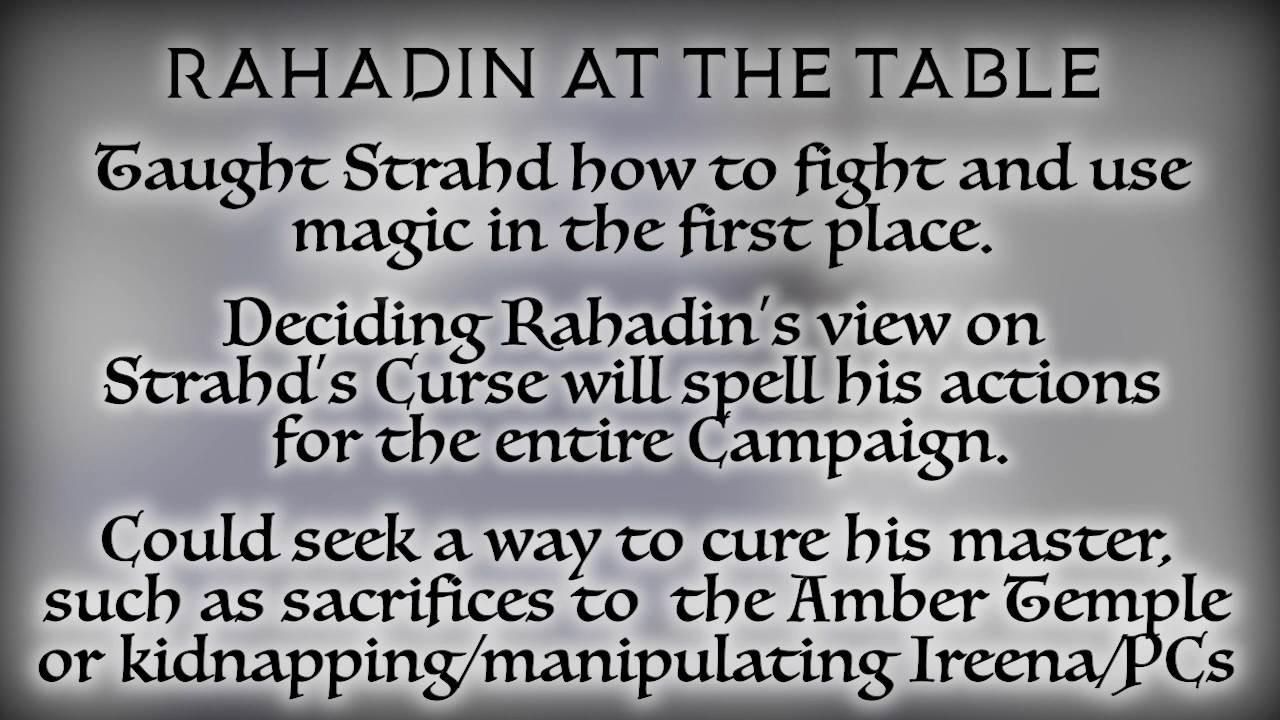 RAHADIN AT THE TABLE
Taught Strahd how to fight and use
magic in the first place.
Deciding Rahadin's view on
Strahd's Curse will spell his actions
for the entire Campaign.
Could seek a way to cure his master,
such as sacrifices to the Amber Temple
or kidnapping/manipulating Ireena/PCs